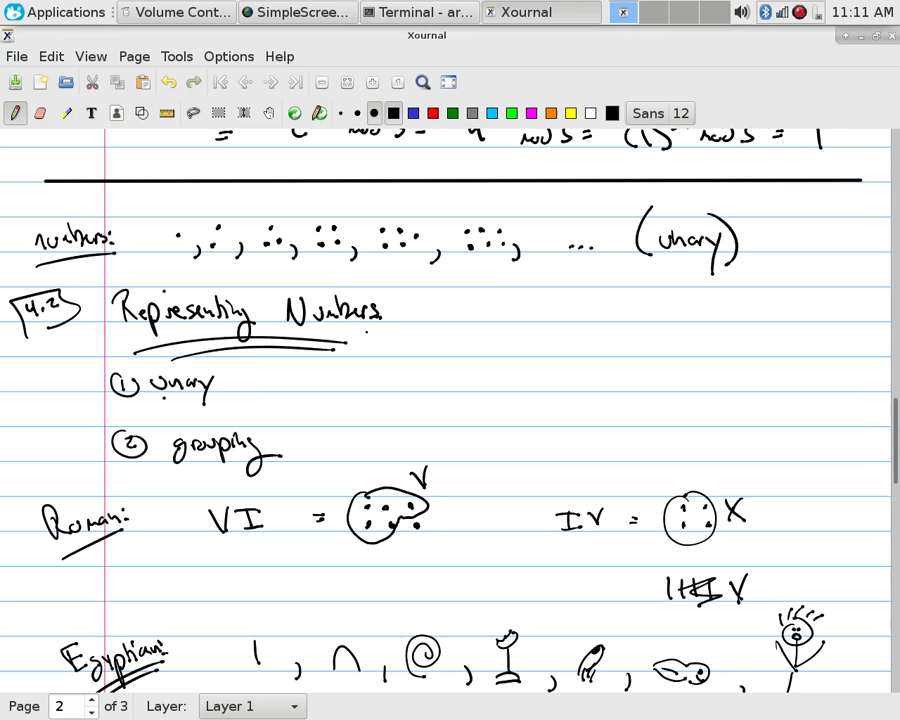 Applications Volume Cont... SimpleScree... Terminal - ar... Xournal 11:11 AM
Xournal
File Edit View Page Tools Options Help
Sans 12
numbers: , , , , , , ... (unary)
4.2 Representing Numbers
① unary
② grouping
V
Roman: VI = IV = X
V
Egyptian: , , , , , ,
Page 2 of 3 Layer: Layer 1